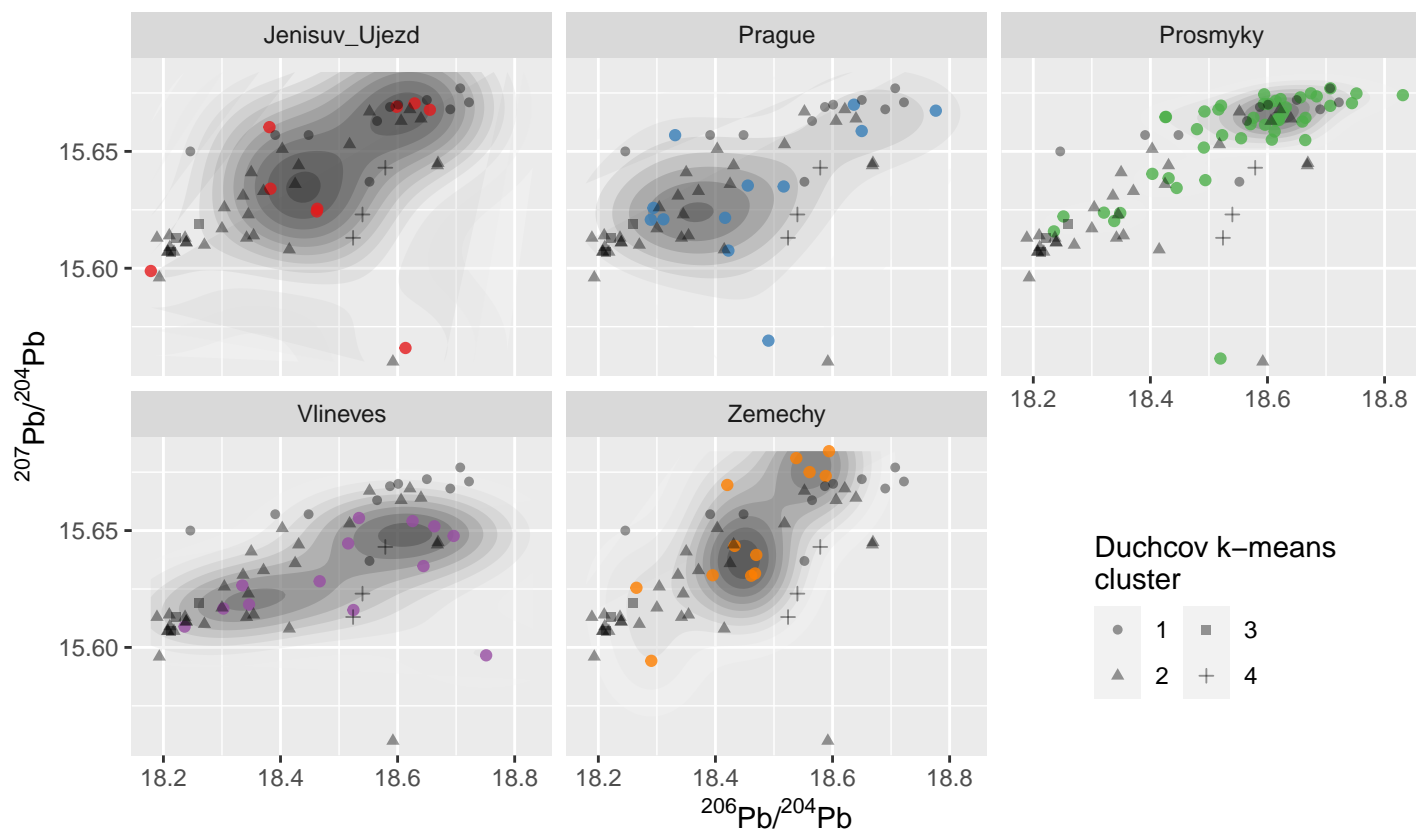 Jenisuv_Ujezd
Prague
Prosmyky
15.65
15.60
18.2
18.4
18.6
18.8
Vlineves
Zemechy
15.65
15.60
18.2
18.4
18.6
18.8
18.2
18.4
18.6
18.8
²⁰⁷Pb/²⁰⁴Pb
²⁰⁶Pb/²⁰⁴Pb
Duchcov k−means
cluster
1
3
2
4